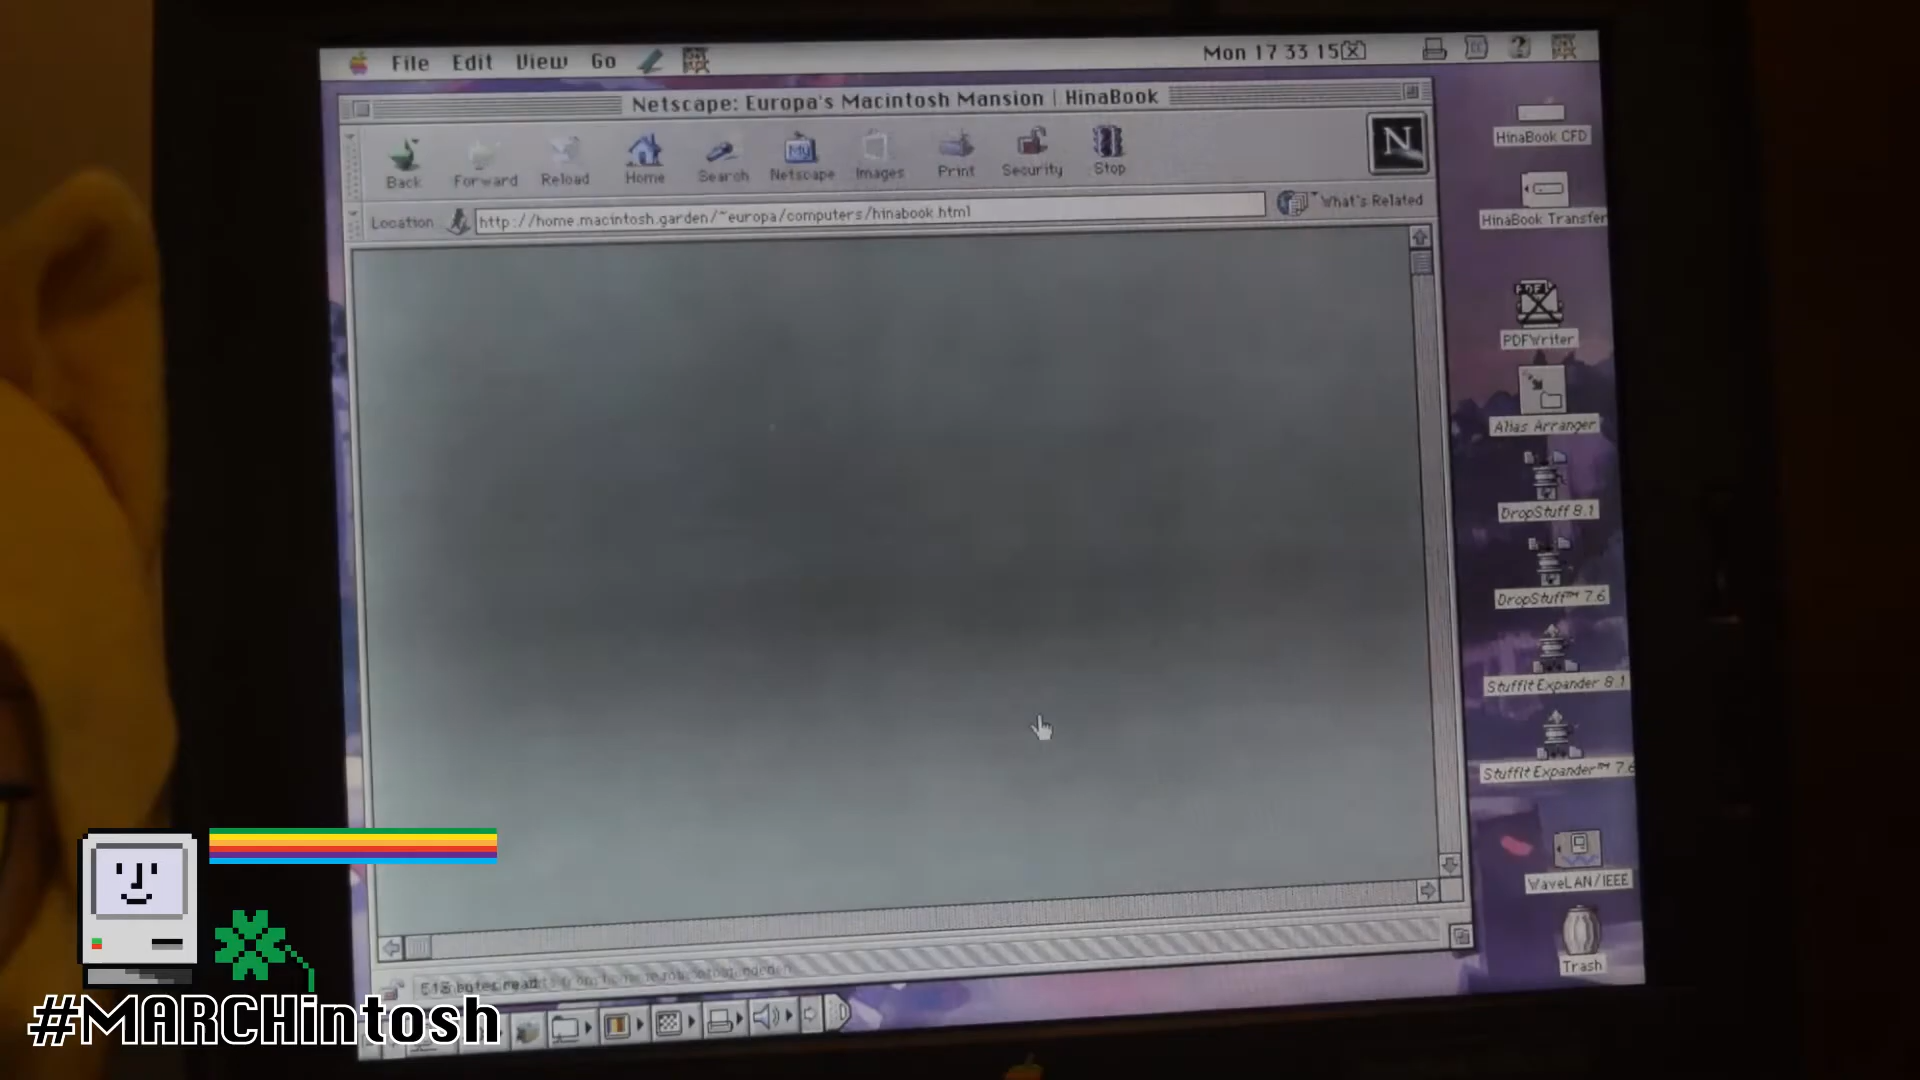 File Edit View Go
Mon 17 33 15
Netscape: Europa's Macintosh Mansion | HinaBook
Back Forward Reload Home Search Netscape Images Print Security Stop
My
N
Location http://home.macintosh.garden/~europa/computers/hinabook.html What's Related
HinaBook CFD
HinaBook Transfer
PDFWriter
Alias Arranger
DropStuff 8.1
DropStuff™ 7.6
StuffIt Expander 8.1
StuffIt Expander™ 7.6
WaveLAN/IEEE
Trash
bytes read
#MARCHintosh